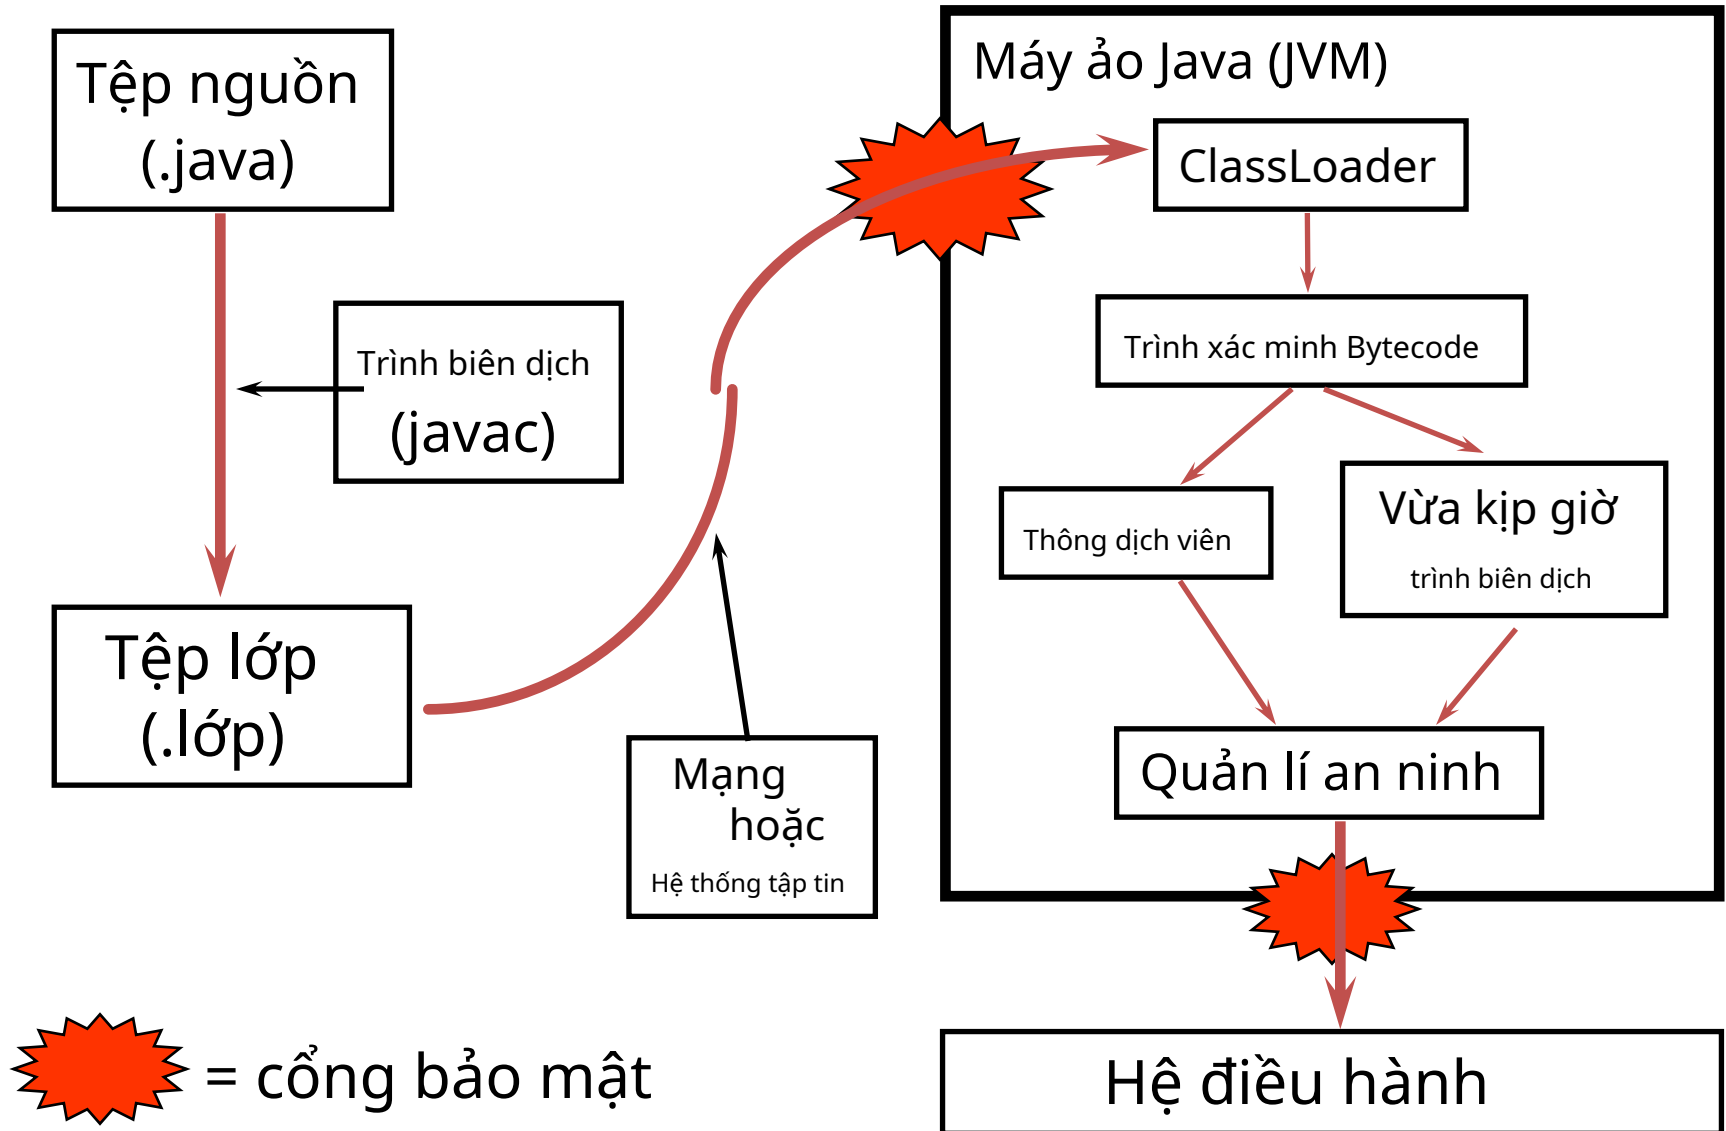 Tệp nguồn
(.java)
Trình biên dịch
(javac)
Tệp lớp
(.lớp)
Mạng
hoặc
Hệ thống tập tin
= cổng bảo mật
Máy ảo Java (JVM)
ClassLoader
Trình xác minh Bytecode
Thông dịch viên
Vừa kịp giờ
trình biên dịch
Quản lí an ninh
Hệ điều hành